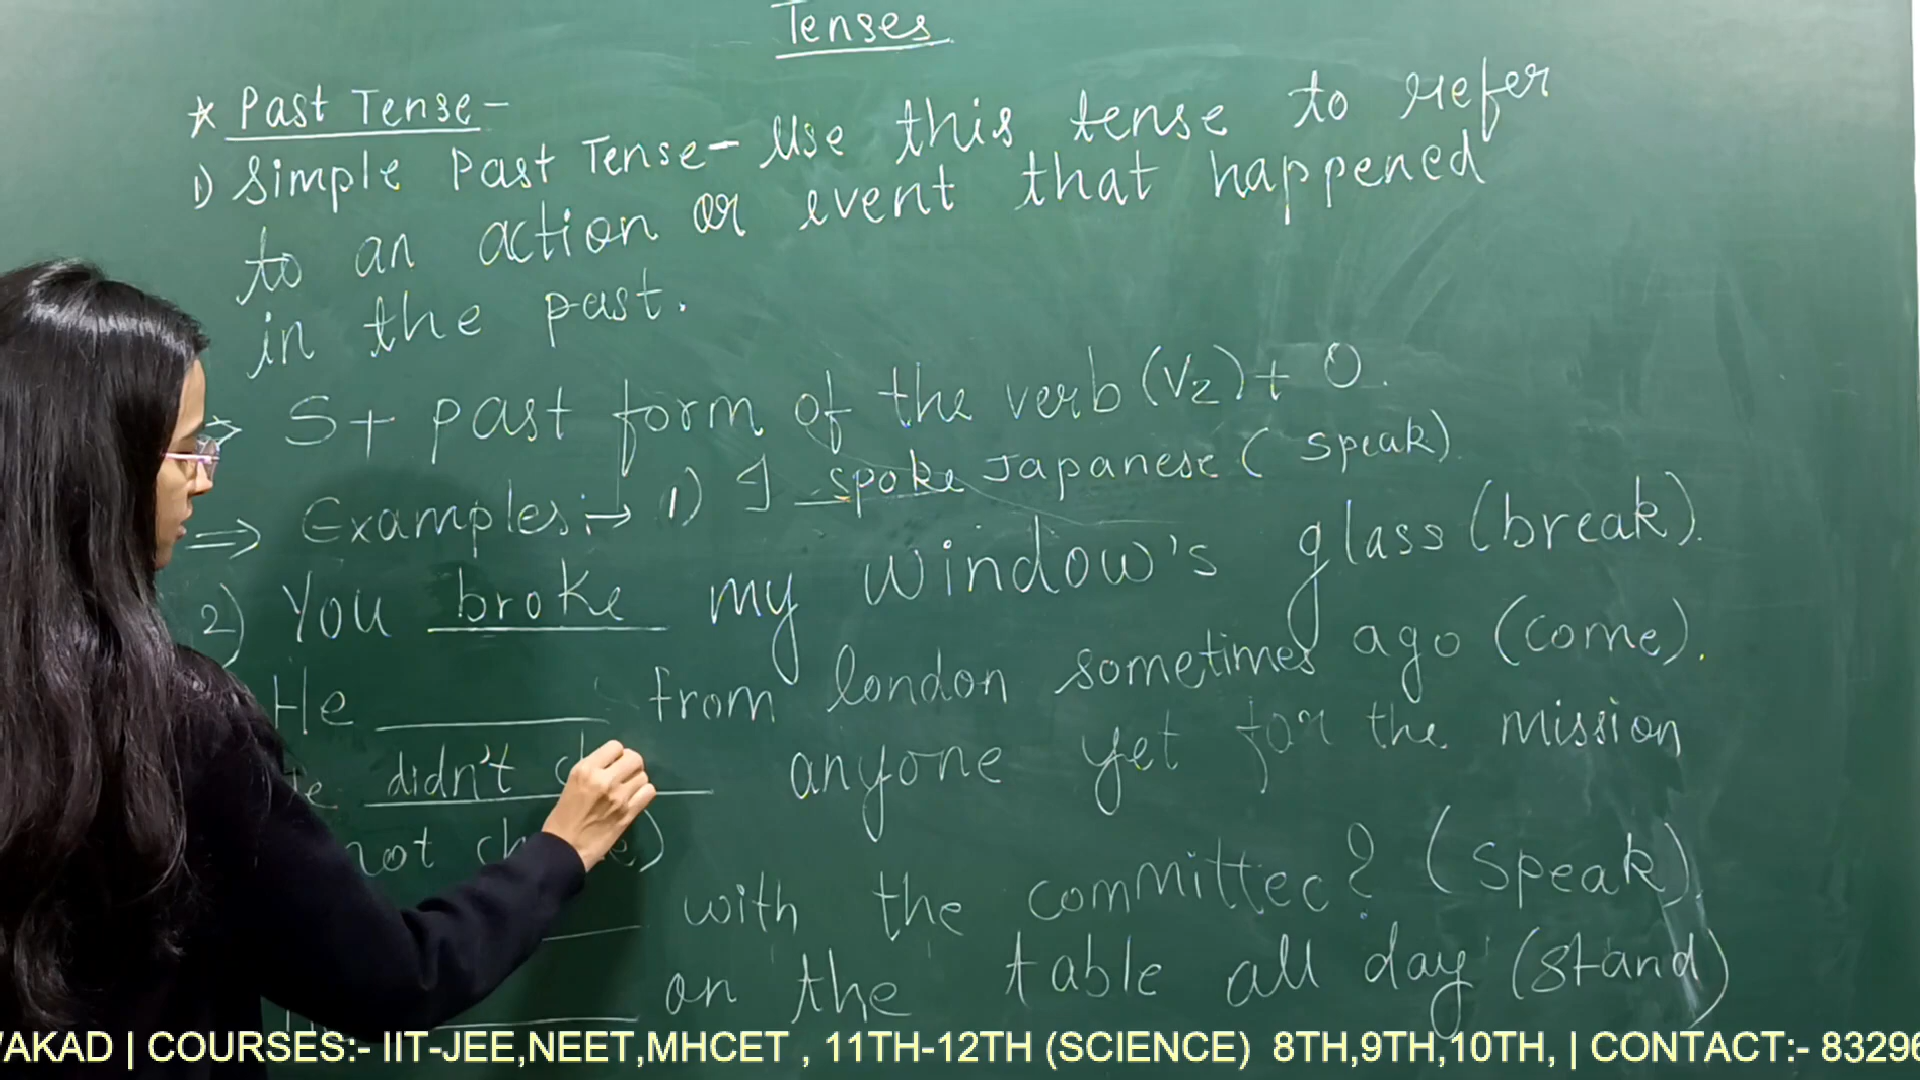 Tenses
* Past Tense -
1) Simple Past Tense - Use this tense to refer
to an action or event that happened
in the past.
→ S+ past form of the verb (V2) + O.
⇒ Examples :→ 1) I spoke Japanese ( speak).
2) You broke my window's glass (break).
He ____ from london sometimes ago (come).
didn't anyone yet for the mission
not
____ with the committee? (speak).
____ on the table all day (stand)
WAKAD | COURSES:- IIT-JEE,NEET,MHCET , 11TH-12TH (SCIENCE) 8TH,9TH,10TH, | CONTACT:- 83296